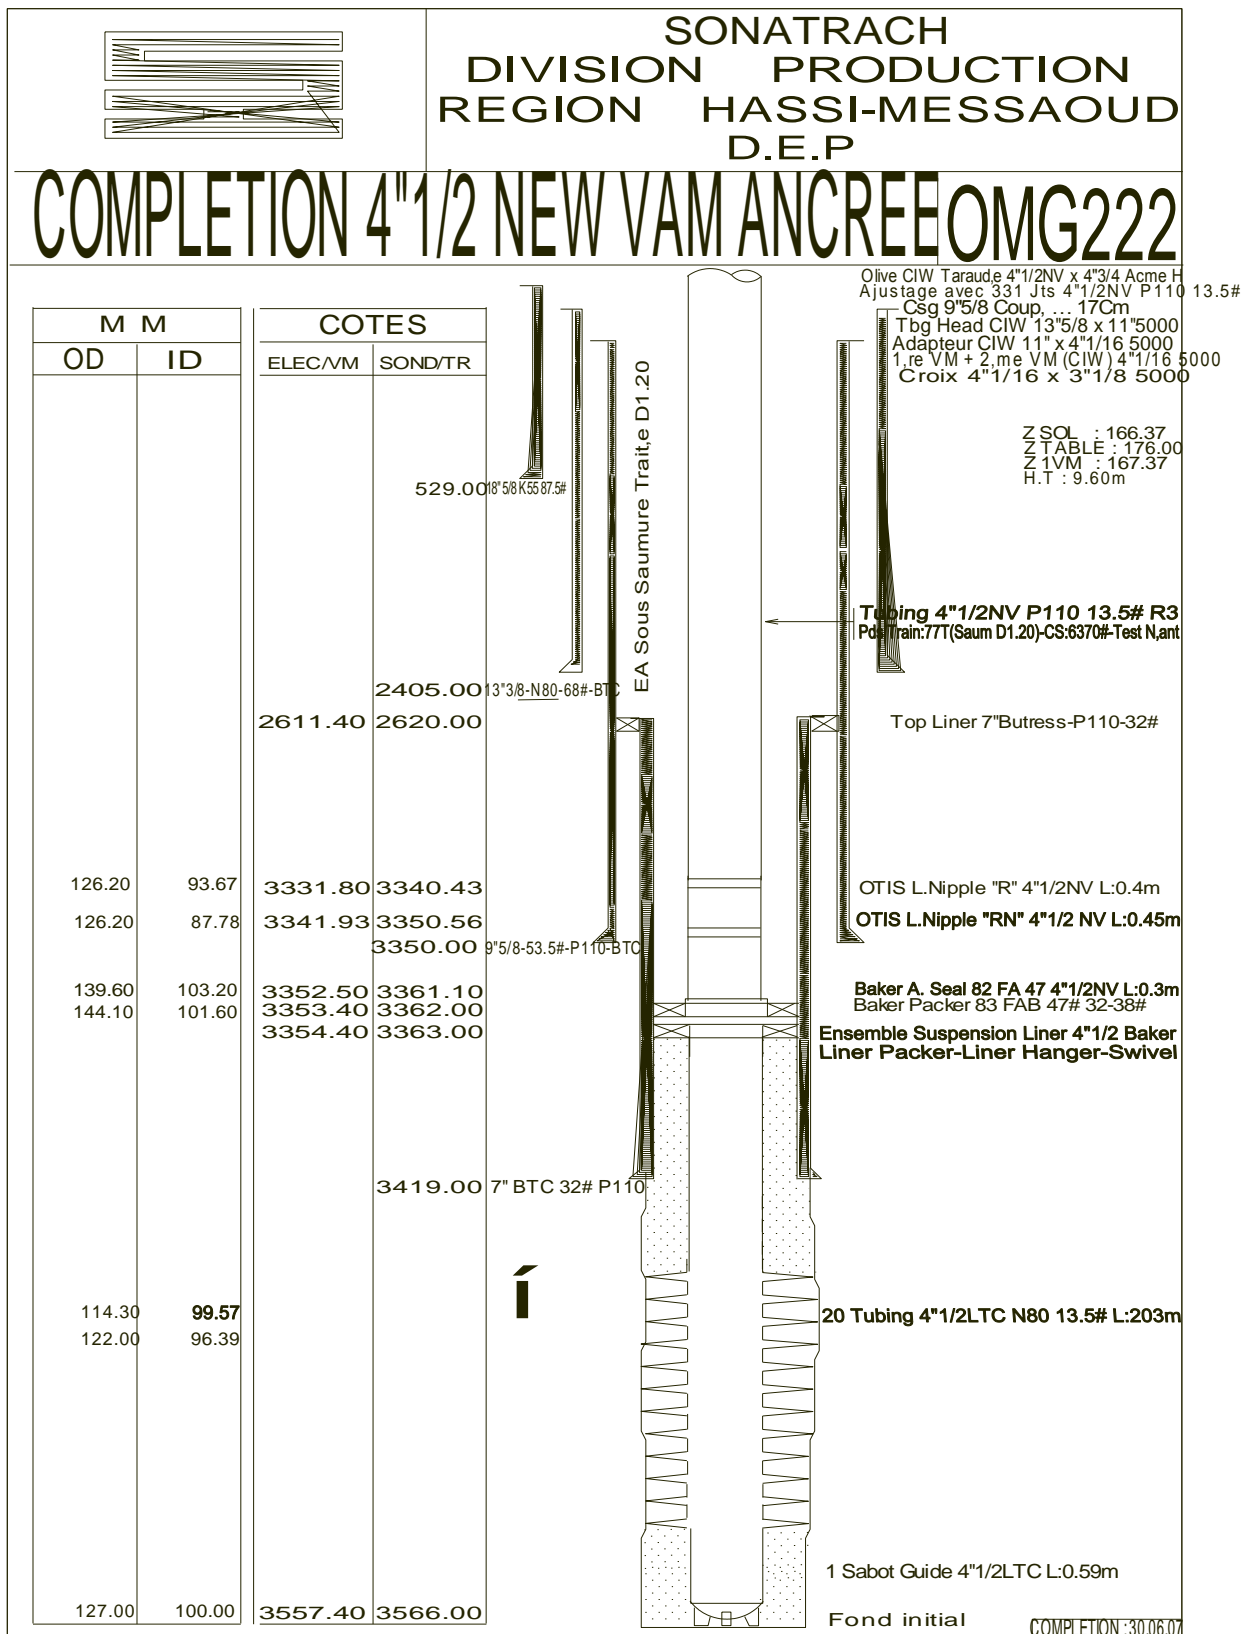 SONATRACH
DIVISION PRODUCTION
REGION HASSI-MESSAOUD
D.E.P
COMPLETION 4"1/2 NEW VAM ANCREE
OMG222
Olive CIW Taraud,e 4"1/2NV x 4"3/4 Acme H
Ajustage avec 331 Jts 4"1/2NV P110 13.5#
Csg 9"5/8 Coup, ... 17Cm
Tbg Head CIW 13"5/8 x 11"5000
Adapteur CIW 11" x 4"1/16 5000
1,re VM + 2,me VM (CIW) 4"1/16 5000
Croix 4"1/16 x 3"1/8 5000
M M
COTES
OD ID
ELEC/VM SOND/TR
Z SOL : 166.37
Z TABLE : 176.00
Z 1VM : 167.37
H.T : 9.60m
EA Sous Saumure Trait,e D1.20
529.00 18"5/8 K55 87.5#
Tubing 4"1/2NV P110 13.5# R3
Pds Train:77T(Saum D1.20)-CS:6370#-Test N,ant
2405.00 13"3/8-N80-68#-BTC
2611.40 2620.00 Top Liner 7"Butress-P110-32#
126.20 93.67 3331.80 3340.43 OTIS L.Nipple "R" 4"1/2NV L:0.4m
126.20 87.78 3341.93 3350.56 OTIS L.Nipple "RN" 4"1/2 NV L:0.45m
3350.00 9"5/8-53.5#-P110-BTC
139.60 103.20 3352.50 3361.10 Baker A. Seal 82 FA 47 4"1/2NV L:0.3m
144.10 101.60 3353.40 3362.00 Baker Packer 83 FAB 47# 32-38#
3354.40 3363.00 Ensemble Suspension Liner 4"1/2 Baker
Liner Packer-Liner Hanger-Swivel
3419.00 7" BTC 32# P110
Í
114.30 99.57 20 Tubing 4"1/2LTC N80 13.5# L:203m
122.00 96.39
1 Sabot Guide 4"1/2LTC L:0.59m
127.00 100.00 3557.40 3566.00 Fond initial
COMPLETION :30.06.07